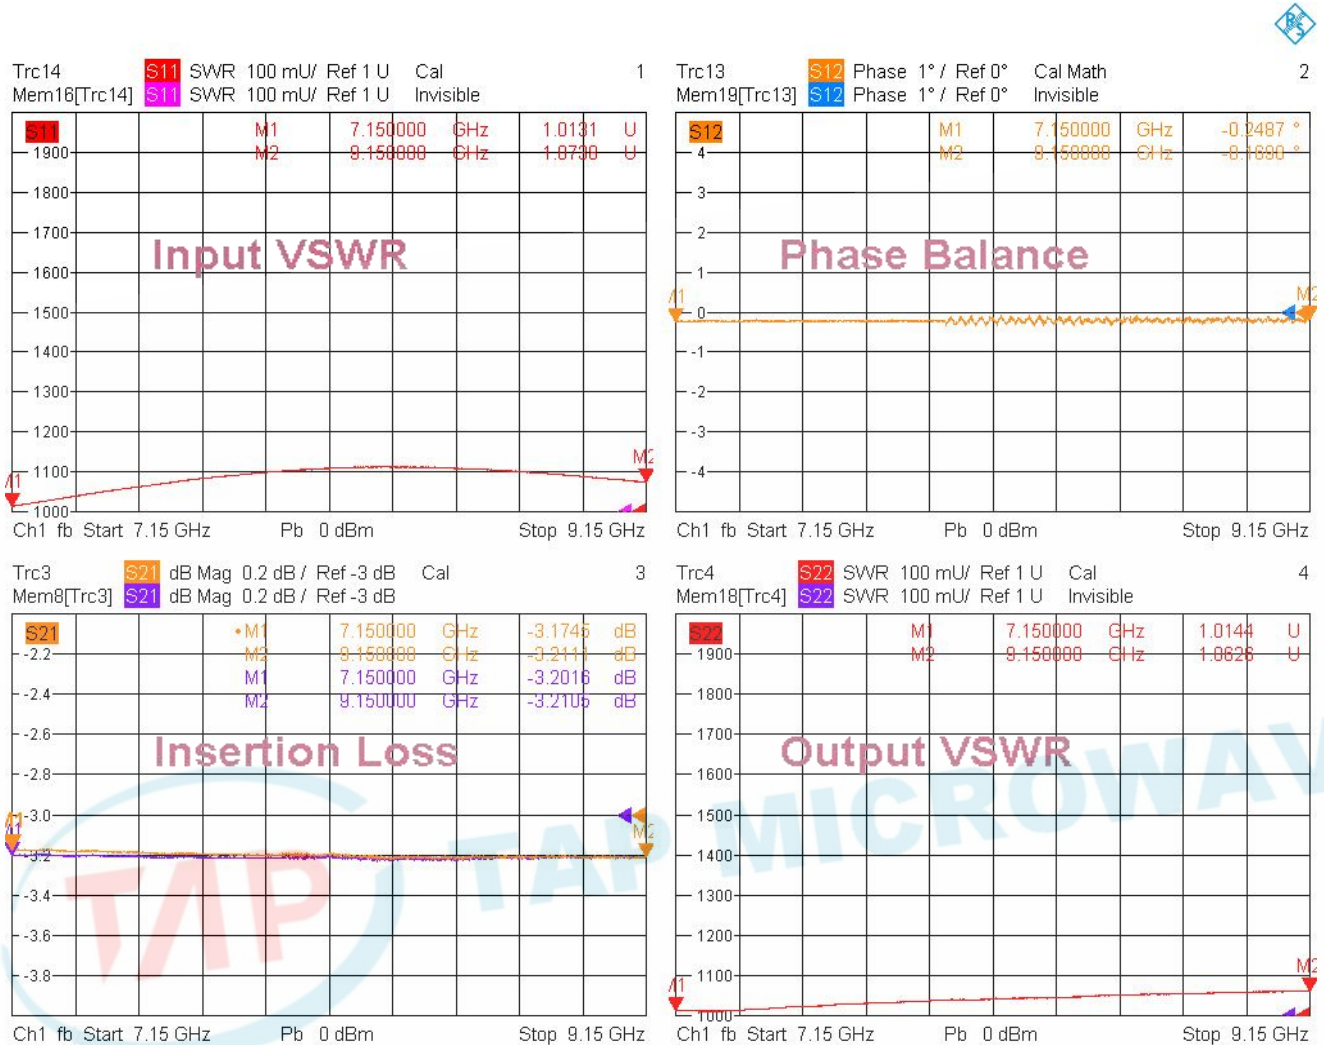 Trc14 S11 SWR 100 mU/ Ref 1 U Cal 1
Mem16[Trc14] S11 SWR 100 mU/ Ref 1 U Invisible
S11 M1 7.150000 GHz 1.0131 U
M2 9.150000 GHz 1.0730 U
1900
1800
1700
Input VSWR
1600
1500
1400
1300
1200
M2
1100
M1
1000
Ch1 fb Start 7.15 GHz Pb 0 dBm Stop 9.15 GHz
Trc13 S12 Phase 1° / Ref 0° Cal Math 2
Mem19[Trc13] S12 Phase 1° / Ref 0° Invisible
S12 M1 7.150000 GHz -0.2487 °
M2 9.150000 GHz -0.1690 °
4
3
2
Phase Balance
1
M1 M2
0
-1
-2
-3
-4
Ch1 fb Start 7.15 GHz Pb 0 dBm Stop 9.15 GHz
Trc3 S21 dB Mag 0.2 dB / Ref -3 dB Cal 3
Mem8[Trc3] S21 dB Mag 0.2 dB / Ref -3 dB
S21 •M1 7.150000 GHz -3.1745 dB
-2.2 M2 9.150000 GHz -3.2111 dB
M1 7.150000 GHz -3.2016 dB
-2.4 M2 9.150000 GHz -3.2105 dB
-2.6
Insertion Loss
-2.8
-3.0
M1 M2
-3.2
-3.4
-3.6
-3.8
Ch1 fb Start 7.15 GHz Pb 0 dBm Stop 9.15 GHz
Trc4 S22 SWR 100 mU/ Ref 1 U Cal 4
Mem18[Trc4] S22 SWR 100 mU/ Ref 1 U Invisible
S22 M1 7.150000 GHz 1.0144 U
M2 9.150000 GHz 1.0626 U
1900
1800
1700
Output VSWR
1600
1500
1400
1300
1200
1100
M1 M2
1000
Ch1 fb Start 7.15 GHz Pb 0 dBm Stop 9.15 GHz
TAP
TAP MICROWAV